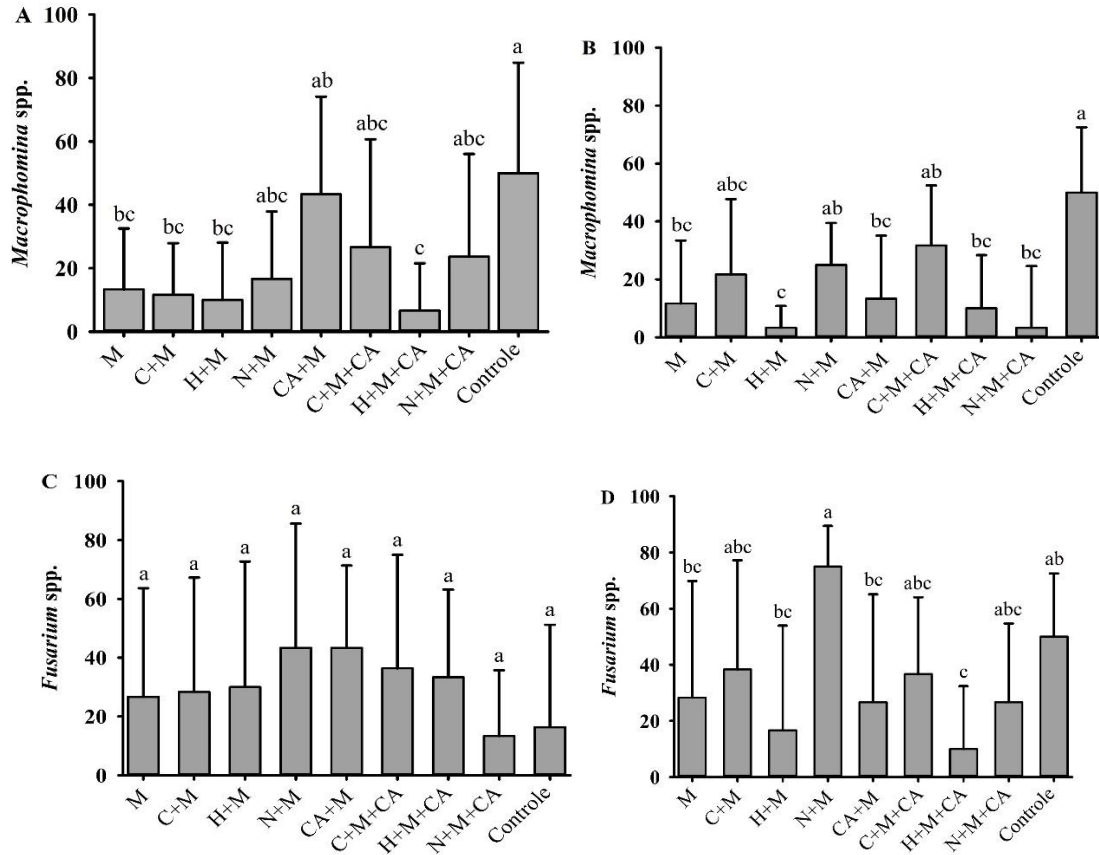 A
Macrophomina spp.
100
80
60
40
20
0
bc
bc
bc
abc
ab
abc
c
abc
a
M
C+M
H+M
N+M
CA+M
C+M+CA
H+M+CA
N+M+CA
Controle
B
Macrophomina spp.
100
80
60
40
20
0
bc
abc
c
ab
bc
ab
bc
bc
a
M
C+M
H+M
N+M
CA+M
C+M+CA
H+M+CA
N+M+CA
Controle
C
Fusarium spp.
100
80
60
40
20
0
a
a
a
a
a
a
a
a
a
M
C+M
H+M
N+M
CA+M
C+M+CA
H+M+CA
N+M+CA
Controle
D
Fusarium spp.
100
80
60
40
20
0
bc
abc
bc
a
bc
abc
c
abc
ab
M
C+M
H+M
N+M
CA+M
C+M+CA
H+M+CA
N+M+CA
Controle